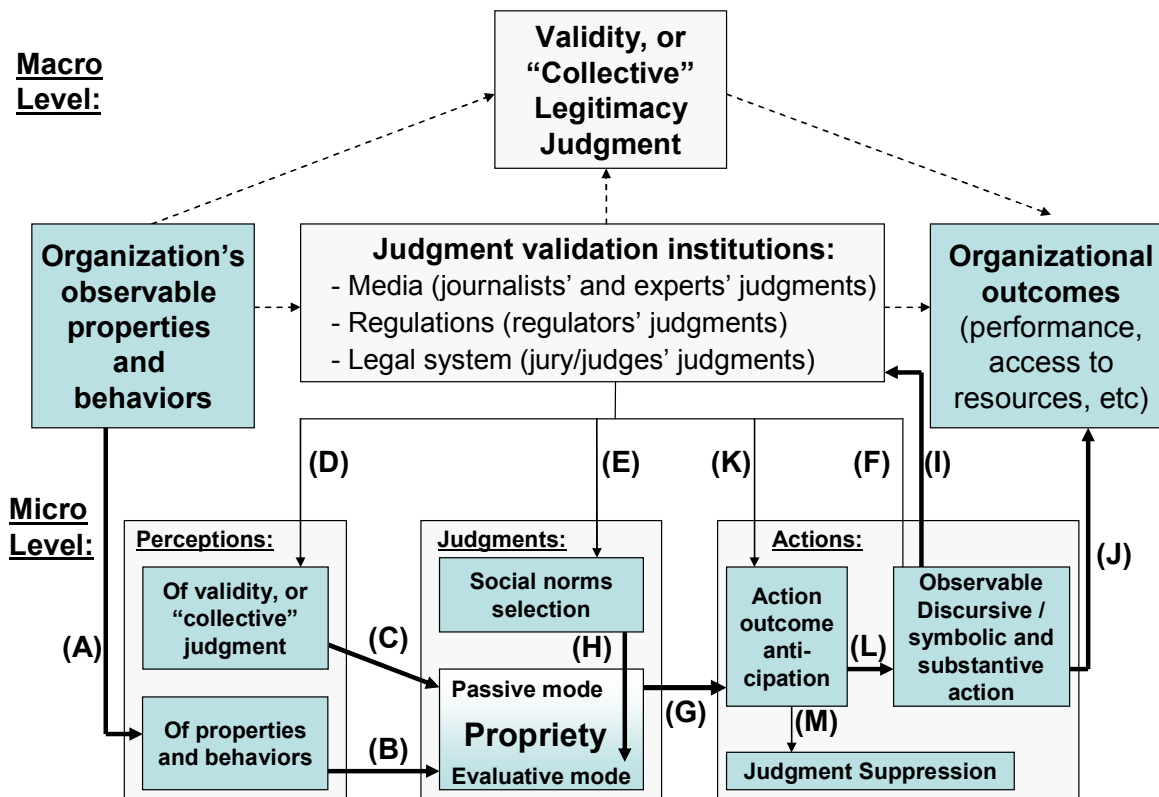 Macro
Level:
Validity, or
“Collective”
Legitimacy
Judgment
Organization’s
observable
properties
and
behaviors
Judgment validation institutions:
- Media (journalists’ and experts’ judgments)
- Regulations (regulators’ judgments)
- Legal system (jury/judges’ judgments)
Organizational
outcomes
(performance,
access to
resources, etc)
(D)
(E)
(K)
(F)
(I)
(J)
Micro
Level:
(A)
Perceptions:
Of validity, or
“collective”
judgment
Of properties
and behaviors
(C)
(B)
Judgments:
Social norms
selection
(H)
Passive mode
Propriety
Evaluative mode
(G)
Actions:
Action
outcome
anti-
cipation
(L)
(M)
Observable
Discursive /
symbolic and
substantive
action
Judgment Suppression